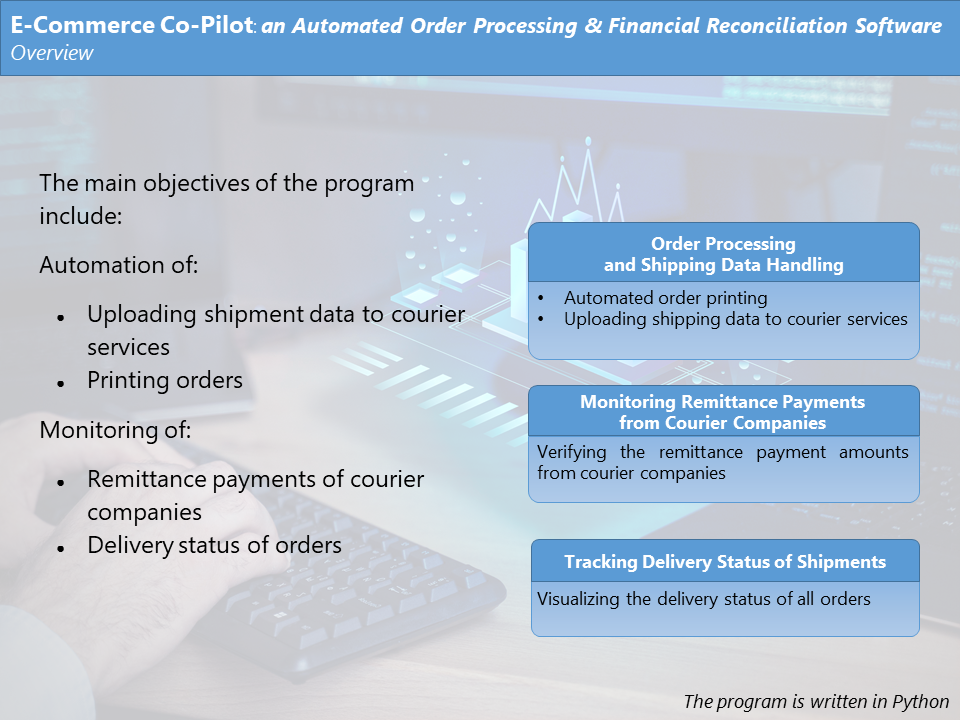 E-Commerce Co-Pilot: an Automated Order Processing & Financial Reconciliation Software
Overview
The main objectives of the program
include:
Automation of:
• Uploading shipment data to courier
services
• Printing orders
Monitoring of:
• Remittance payments of courier
companies
• Delivery status of orders
Order Processing
and Shipping Data Handling
• Automated order printing
• Uploading shipping data to courier services
Monitoring Remittance Payments
from Courier Companies
Verifying the remittance payment amounts
from courier companies
Tracking Delivery Status of Shipments
Visualizing the delivery status of all orders
The program is written in Python